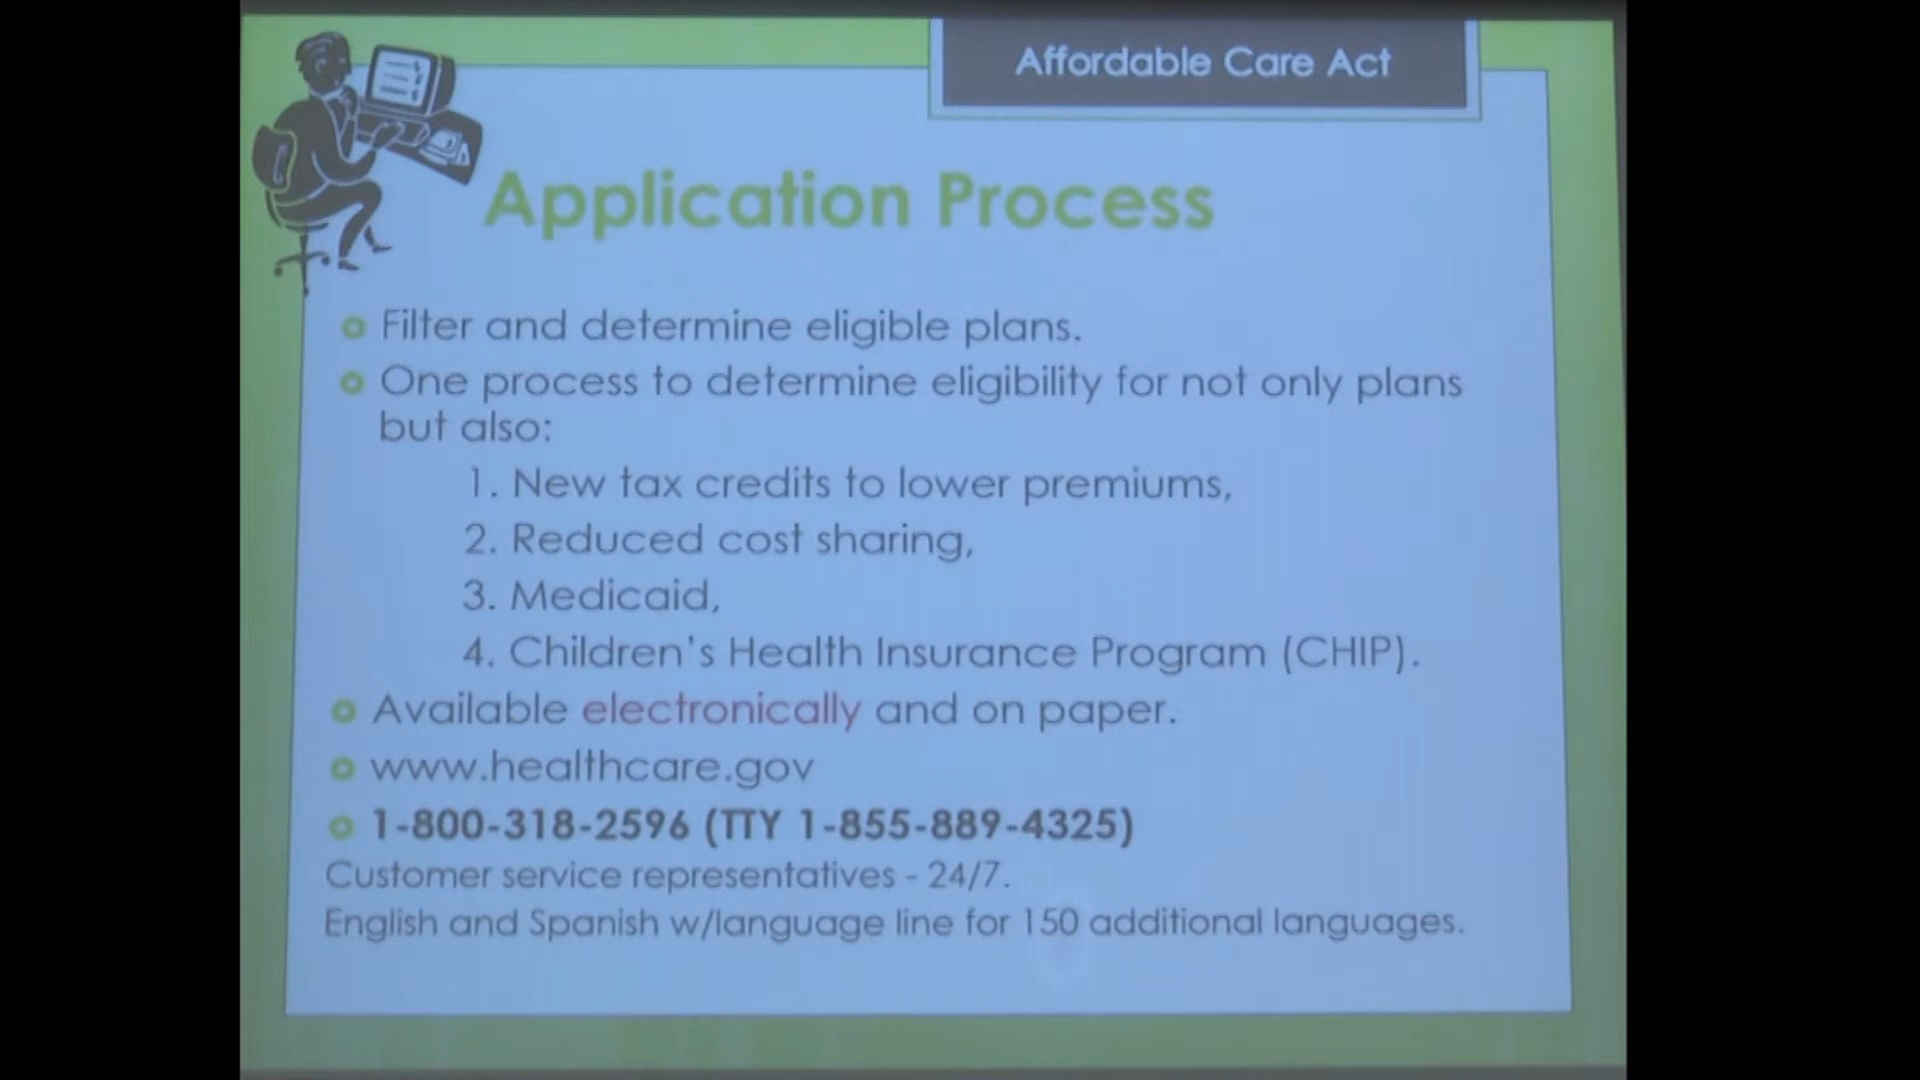 Affordable Care Act
Application Process
Filter and determine eligible plans.
One process to determine eligibility for not only plans
but also:
1. New tax credits to lower premiums,
2. Reduced cost sharing,
3. Medicaid,
4. Children's Health Insurance Program (CHIP).
Available electronically and on paper.
www.healthcare.gov
1-800-318-2596 (TTY 1-855-889-4325)
Customer service representatives - 24/7.
English and Spanish w/language line for 150 additional languages.